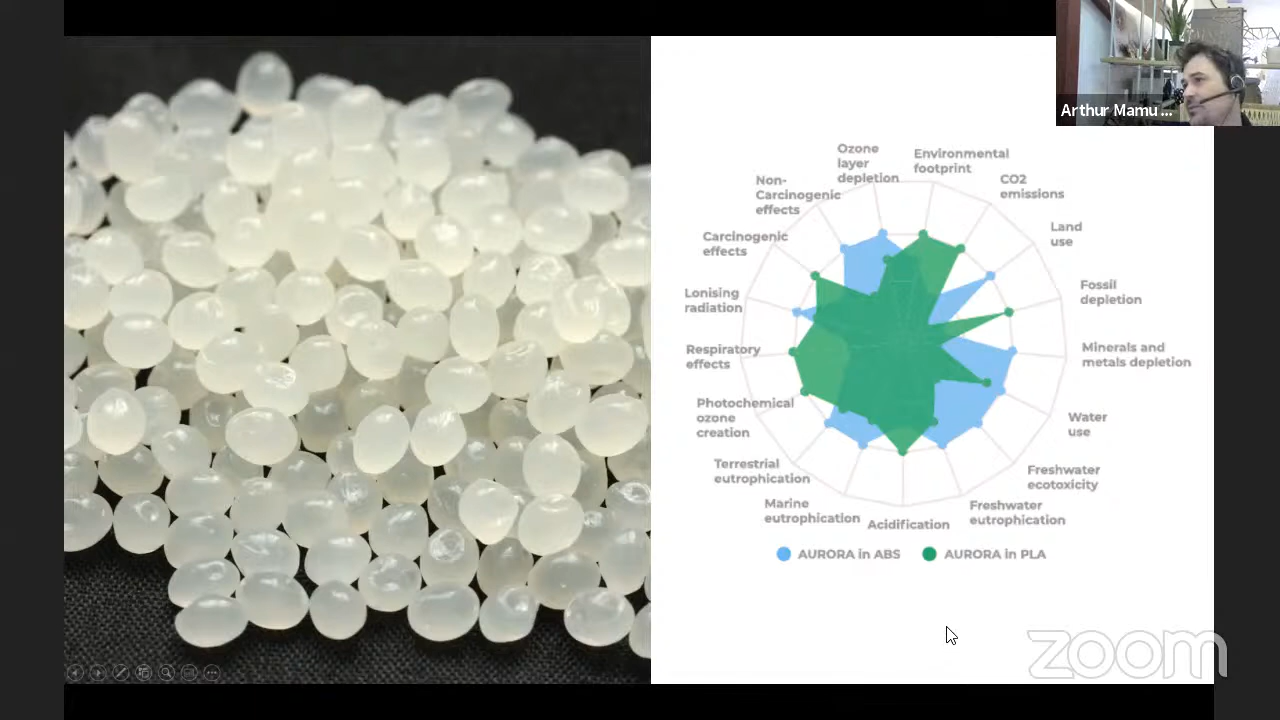 Arthur Mamu ...
Ozone
layer
depletion
Environmental
footprint
CO2
emissions
Land
use
Fossil
depletion
Minerals and
metals depletion
Water
use
Freshwater
ecotoxicity
Freshwater
eutrophication
Acidification
Marine
eutrophication
Terrestrial
eutrophication
Photochemical
ozone
creation
Respiratory
effects
Lonising
radiation
Carcinogenic
effects
Non-
Carcinogenic
effects
AURORA in ABS
AURORA in PLA
zoom